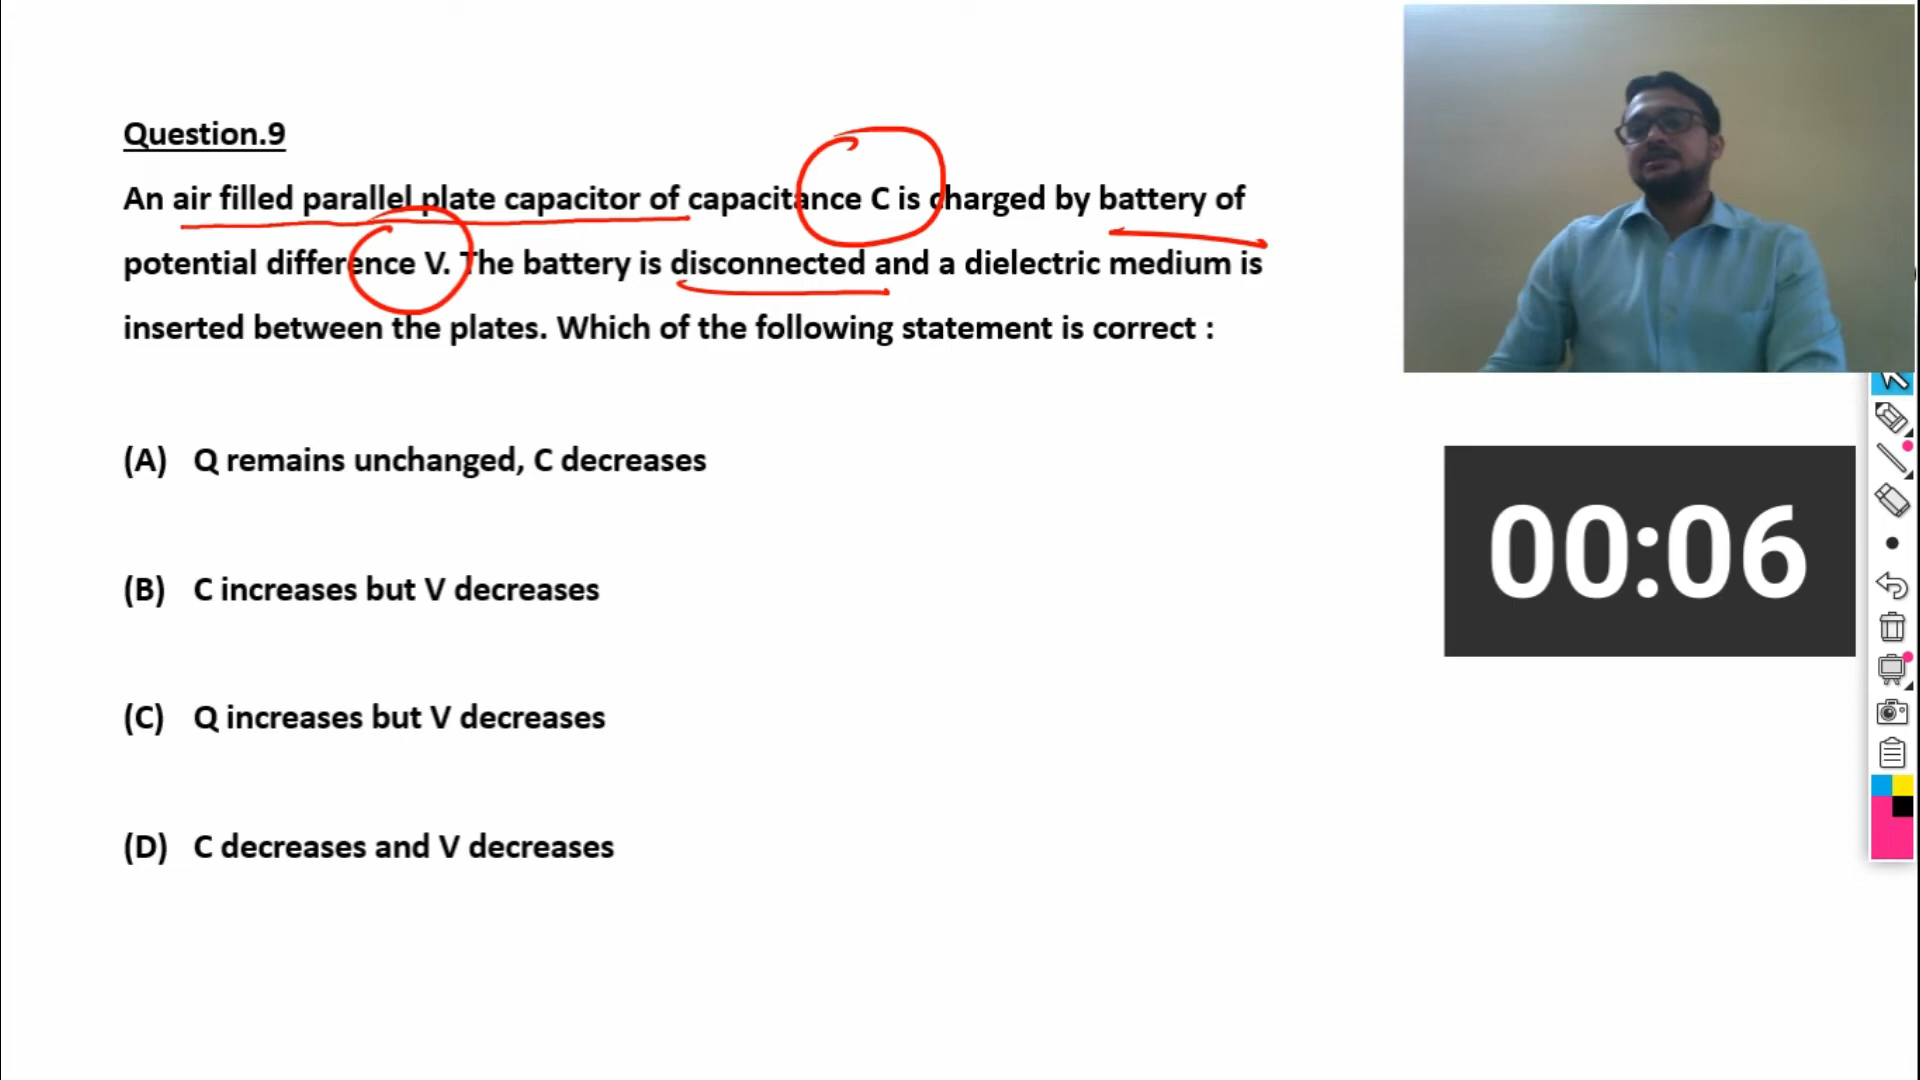 Question.9
An air filled parallel plate capacitor of capacitance C is charged by battery of
potential difference V. The battery is disconnected and a dielectric medium is
inserted between the plates. Which of the following statement is correct :
(A) Q remains unchanged, C decreases
(B) C increases but V decreases
(C) Q increases but V decreases
(D) C decreases and V decreases
00:06